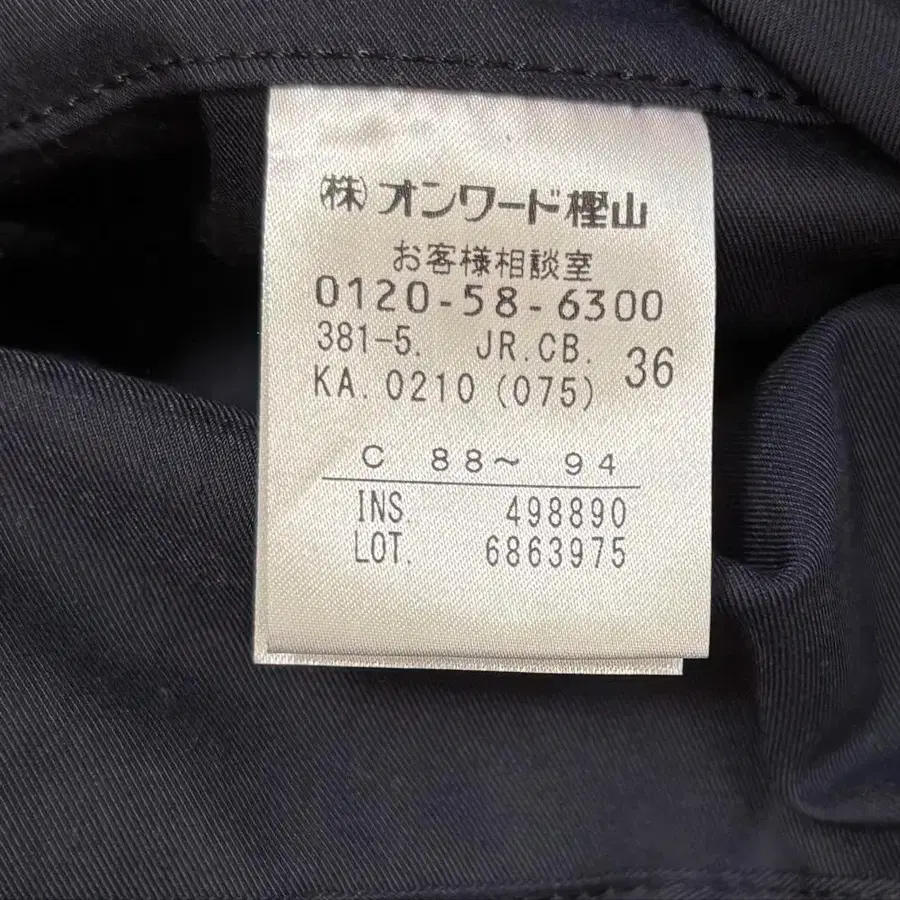 (株)オンワード樫山
お客様相談室
0120-58-6300
381-5. JR.CB. 36
KA. 0210 (075)
C 88〜 94
INS. 498890
LOT. 6863975